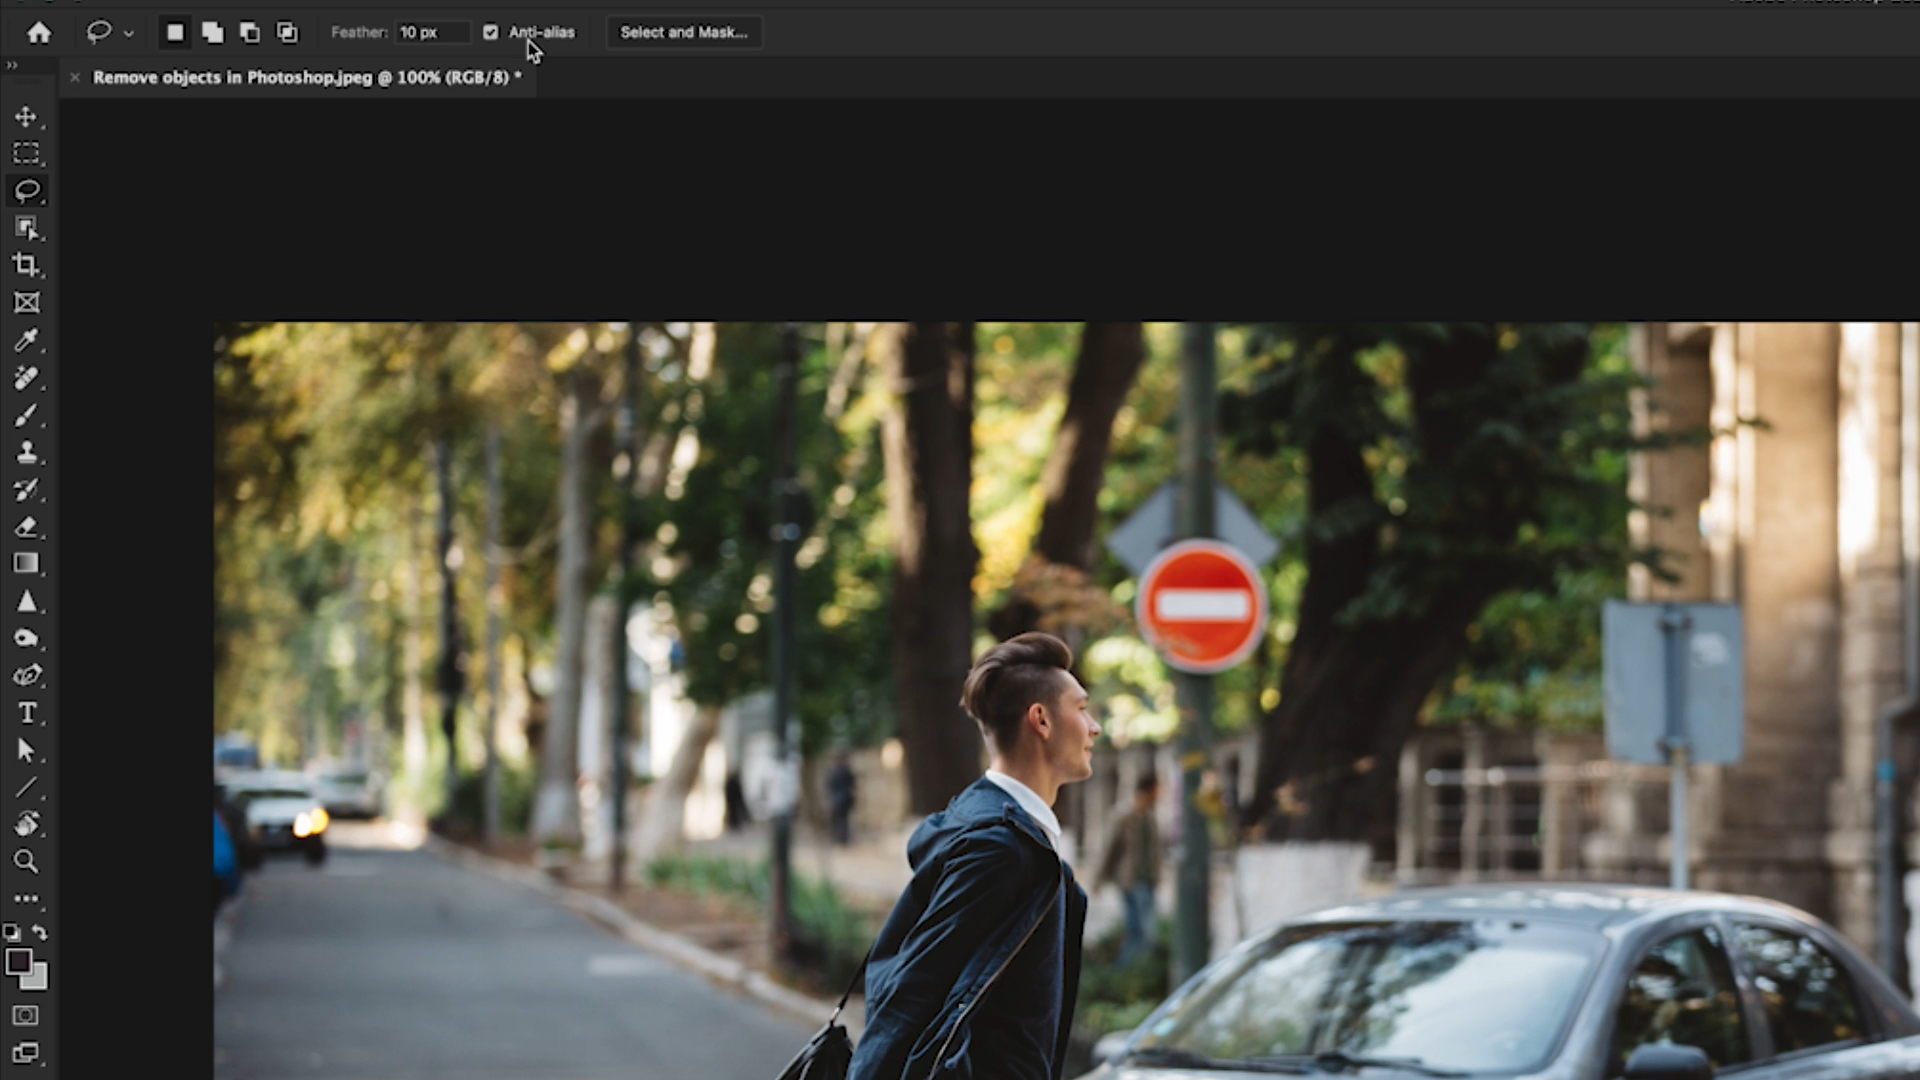 Feather: 10 px Anti-alias Select and Mask...
Remove objects in Photoshop.jpeg @ 100% (RGB/8) *